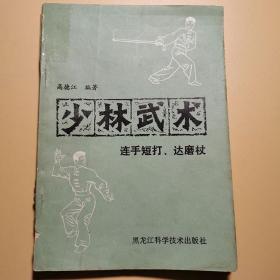 高德江 编著
少林武术
连手短打、达磨杖
黑龙江科学技术出版社